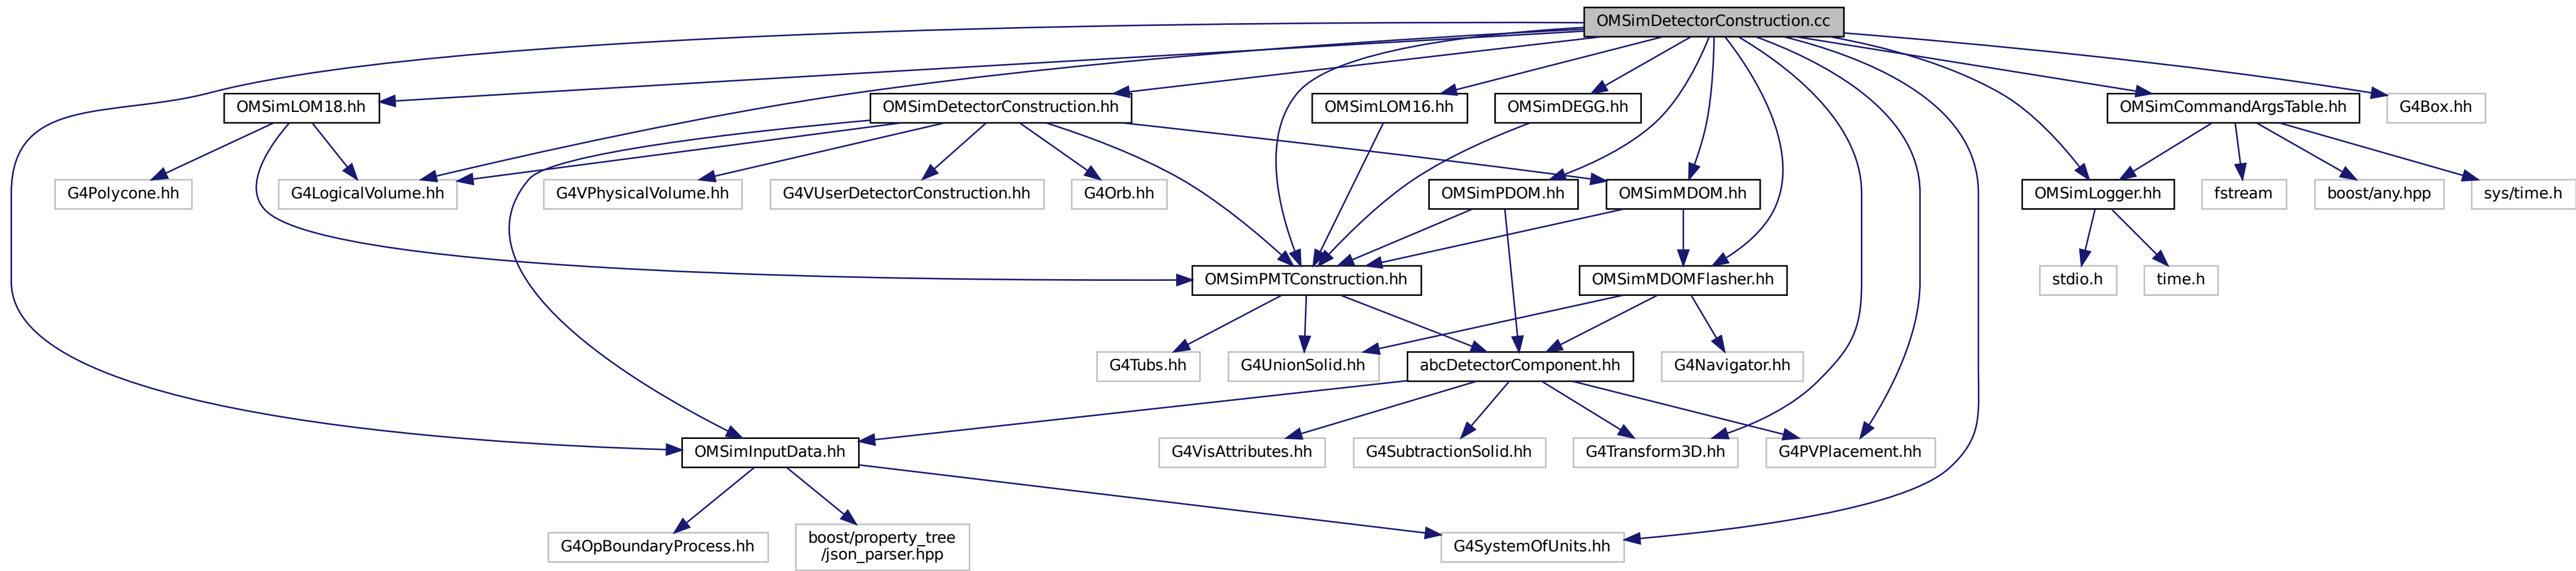 OMSimDetectorConstruction.cc
OMSimLOM18.hh
OMSimDetectorConstruction.hh
OMSimLOM16.hh
OMSimDEGG.hh
OMSimCommandArgsTable.hh
G4Box.hh
G4Polycone.hh
G4LogicalVolume.hh
G4VPhysicalVolume.hh
G4VUserDetectorConstruction.hh
G4Orb.hh
OMSimPDOM.hh
OMSimMDOM.hh
OMSimLogger.hh
fstream
boost/any.hpp
sys/time.h
OMSimPMTConstruction.hh
OMSimMDOMFlasher.hh
stdio.h
time.h
G4Tubs.hh
G4UnionSolid.hh
abcDetectorComponent.hh
G4Navigator.hh
OMSimInputData.hh
G4VisAttributes.hh
G4SubtractionSolid.hh
G4Transform3D.hh
G4PVPlacement.hh
G4OpBoundaryProcess.hh
boost/property_tree
/json_parser.hpp
G4SystemOfUnits.hh